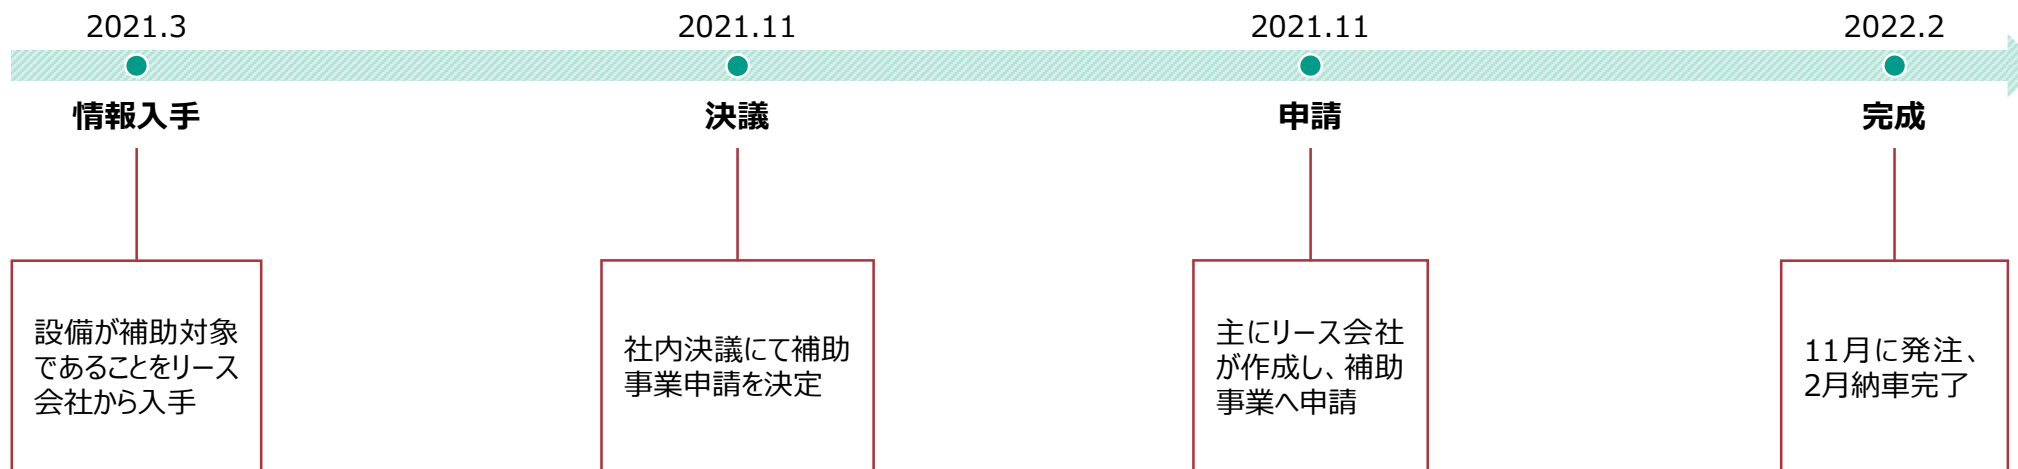 2021.3
2021.11
2021.11
2022.2
情報入手
決議
申請
完成
設備が補助対象
であることをリース
会社から入手
社内決議にて補助
事業申請を決定
主にリース会社
が作成し、補助
事業へ申請
11月に発注、
2月納車完了